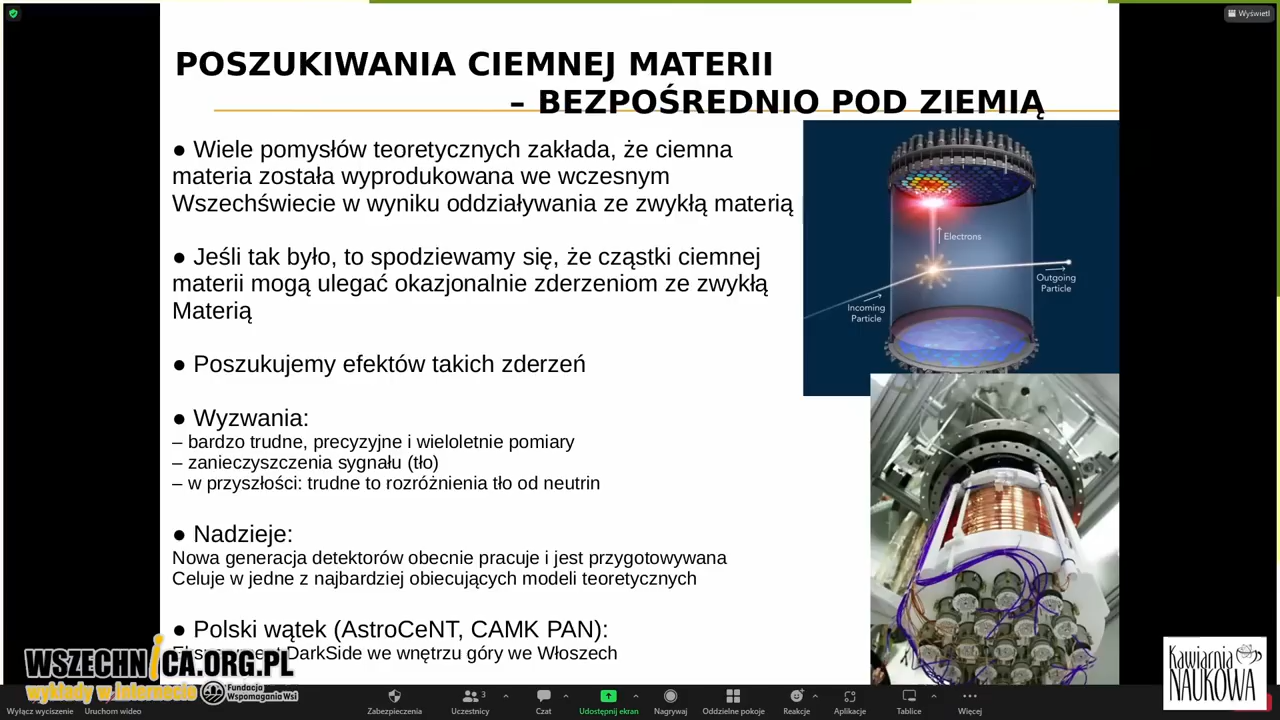 Wyświetl
POSZUKIWANIA CIEMNEJ MATERII
– BEZPOŚREDNIO POD ZIEMIĄ
● Wiele pomysłów teoretycznych zakłada, że ciemna
materia została wyprodukowana we wczesnym
Wszechświecie w wyniku oddziaływania ze zwykłą materią
● Jeśli tak było, to spodziewamy się, że cząstki ciemnej
materii mogą ulegać okazjonalnie zderzeniom ze zwykłą
Materią
● Poszukujemy efektów takich zderzeń
● Wyzwania:
– bardzo trudne, precyzyjne i wieloletnie pomiary
– zanieczyszczenia sygnału (tło)
– w przyszłości: trudne to rozróżnienia tło od neutrin
● Nadzieje:
Nowa generacja detektorów obecnie pracuje i jest przygotowywana
Celuje w jedne z najbardziej obiecujących modeli teoretycznych
● Polski wątek (AstroCeNT, CAMK PAN):
DarkSide we wnętrzu góry we Włoszech
Electrons
Outgoing
Particle
Incoming
Particle
WSZECHNICA.ORG.PL
wykłady w internecie
Fundacja
Wspomagania Wsi
Kawiarnia
NAUKOWA
Wyłącz wyciszenie
Uruchom video
Zabezpieczenia
3
Uczestnicy
Czat
Udostępnij ekran
Nagrywaj
Oddzielne pokoje
Reakcje
Aplikacje
Tablice
Więcej